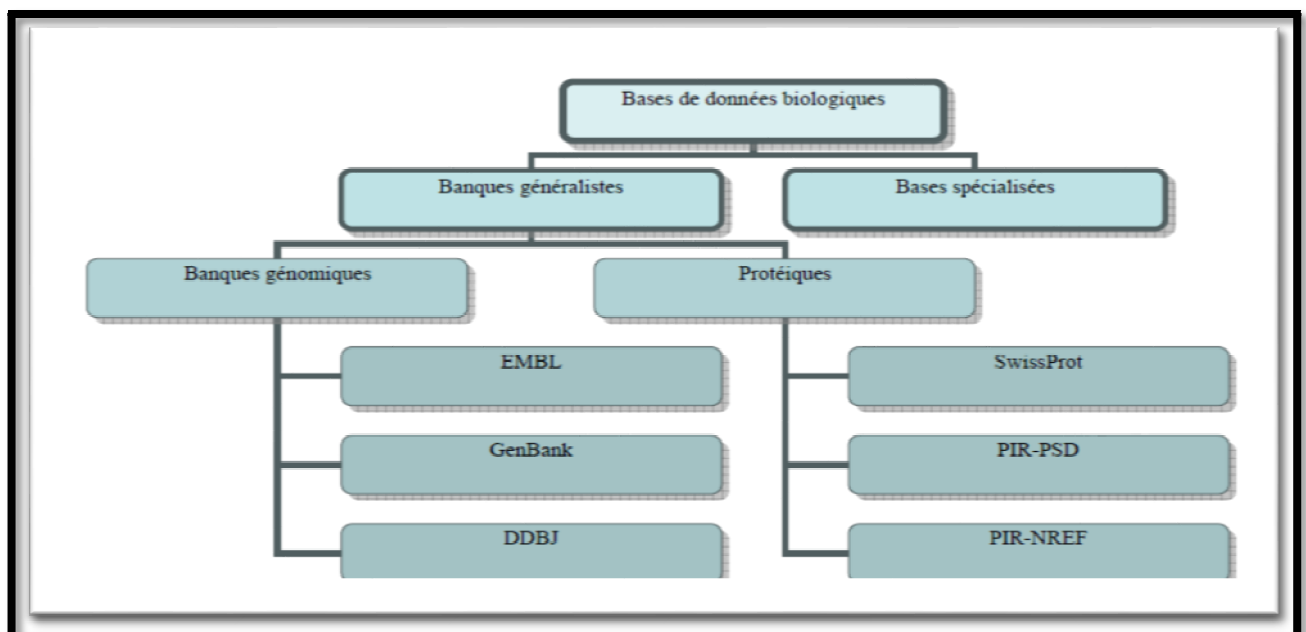 Bases de données biologiques
Banques généralistes
Bases spécialisées
Banques génomiques
Protéiques
EMBL
SwissProt
GenBank
PIR-PSD
DDBJ
PIR-NREF